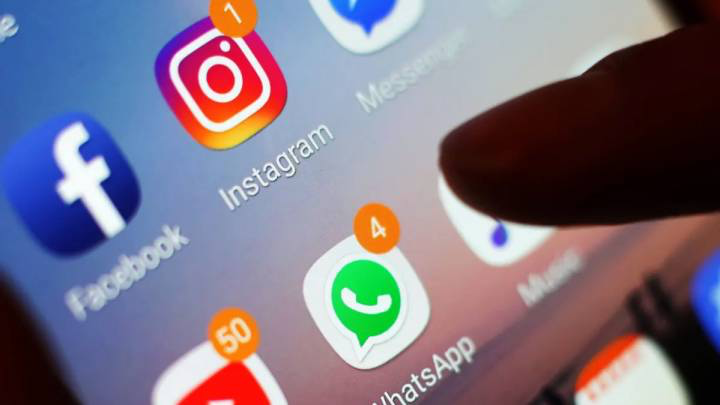 1
Messenger
Instagram
Facebook
4
Music
50
WhatsApp